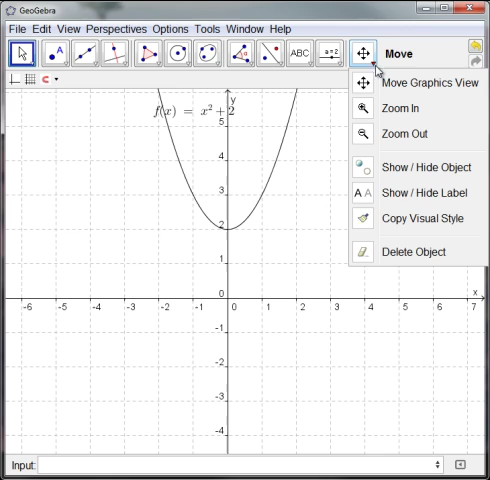 GeoGebra
File Edit View Perspectives Options Tools Window Help
A
α
ABC
a=2
Move
Move Graphics View
Zoom In
Zoom Out
Show / Hide Object
A A Show / Hide Label
Copy Visual Style
Delete Object
y
f(x) = x² + 2
5
4
3
2
1
0
x
-6 -5 -4 -3 -2 -1 0 1 2 3 4 5 6 7
-1
-2
-3
-4
Input: